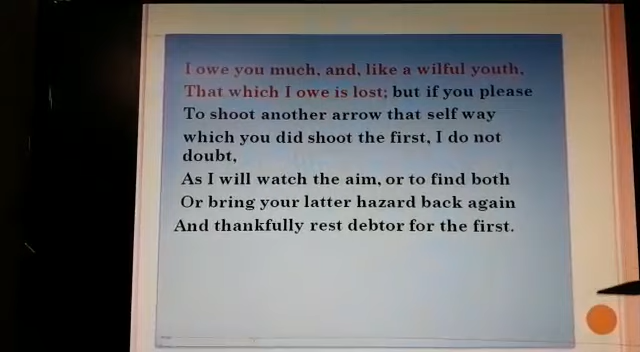 I owe you much, and, like a wilful youth,
That which I owe is lost; but if you please
To shoot another arrow that self way
which you did shoot the first, I do not
doubt,
As I will watch the aim, or to find both
Or bring your latter hazard back again
And thankfully rest debtor for the first.